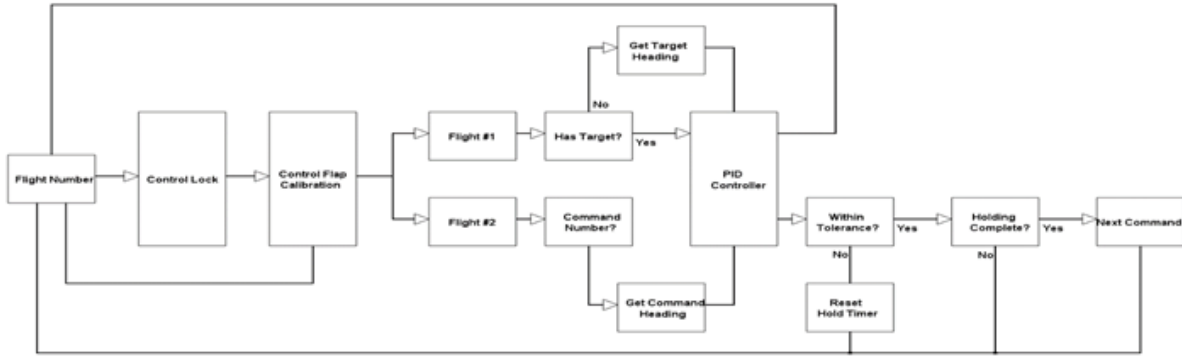 Get Target
Heading
No
Flight #1
Has Target?
Yes
Flight Number
Control Lock
Control Flap
Calibration
PID
Controller
Flight #2
Command
Number?
Within
Tolerance?
Yes
Holding
Complete?
Yes
Next Command
No
No
Get Command
Heading
Reset
Hold Timer